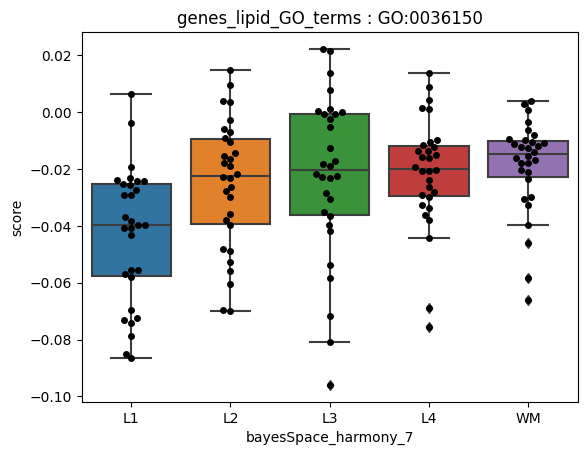 genes_lipid_GO_terms : GO:0036150
0.02
0.00
−0.02
−0.04
−0.06
−0.08
−0.10
score
L1 L2 L3 L4 WM
bayesSpace_harmony_7